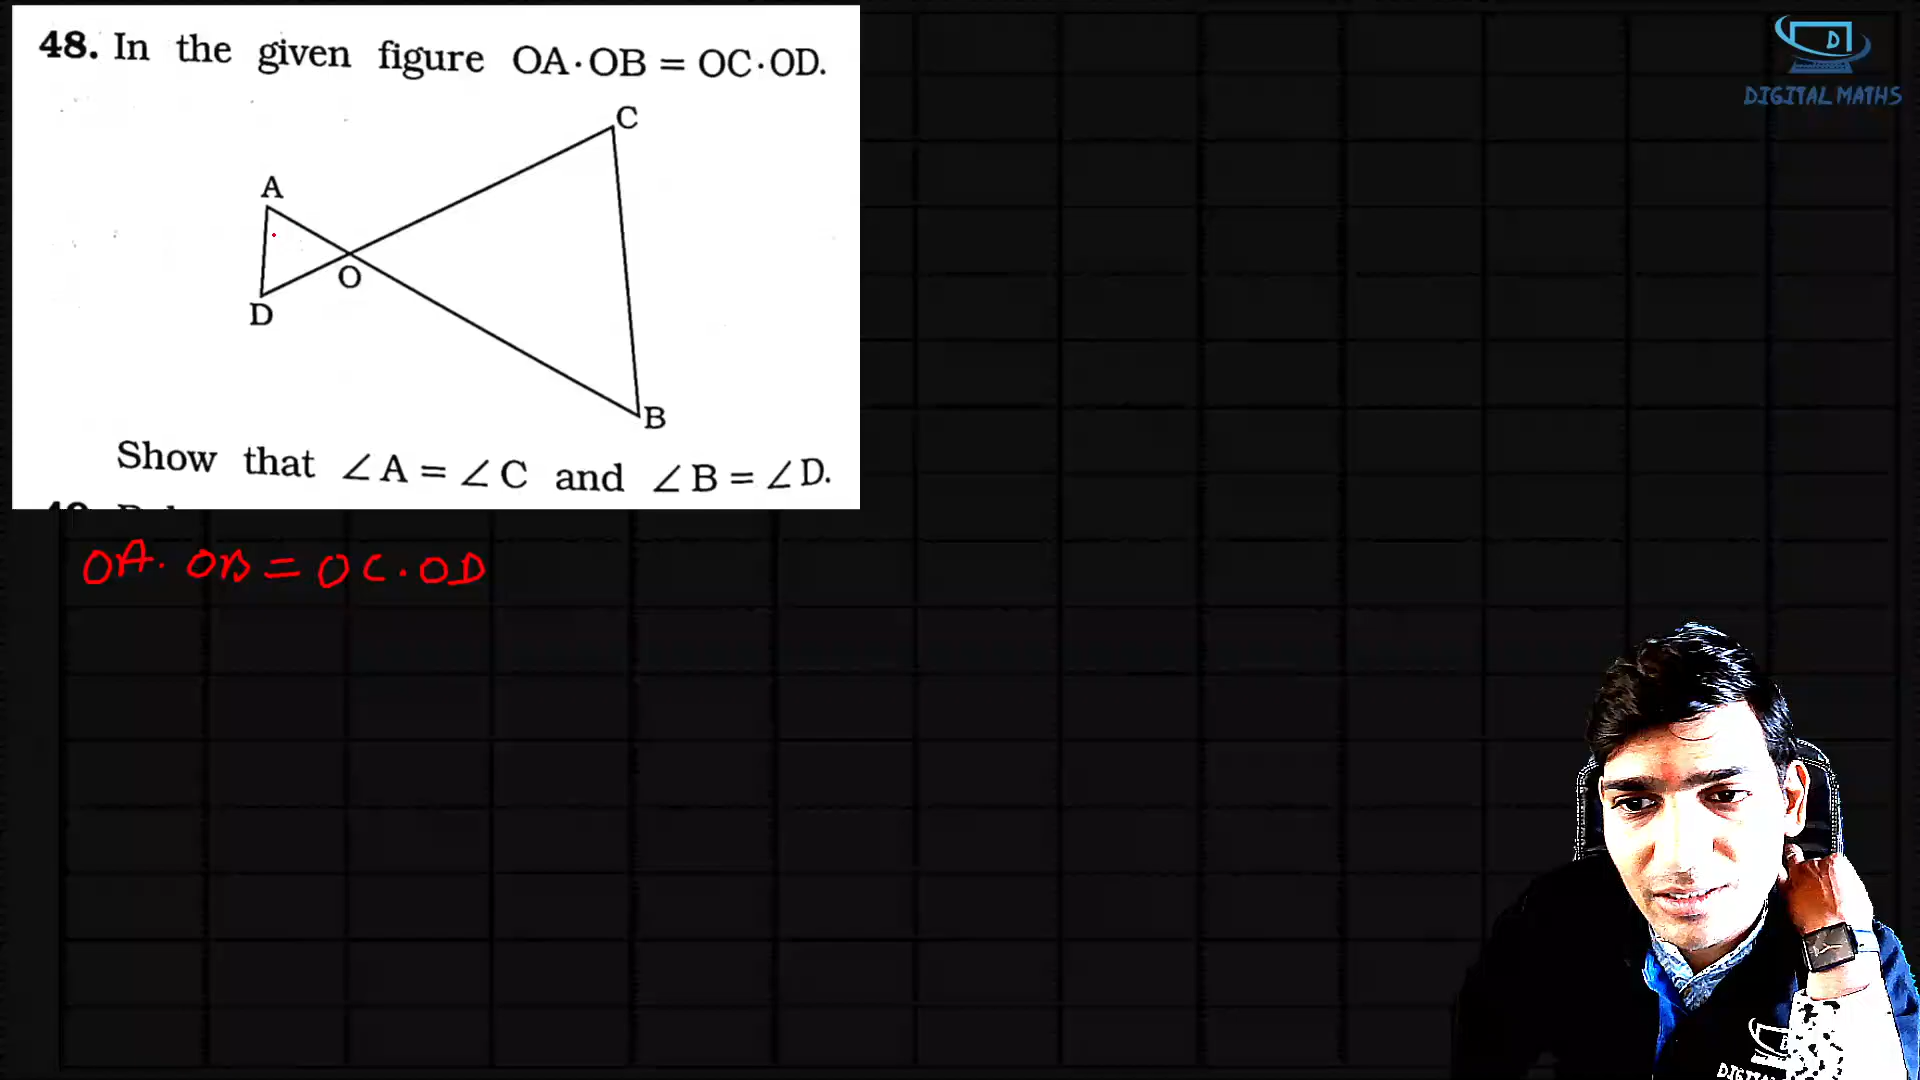 48. In the given figure OA·OB = OC·OD.
C
A
O
D
B
Show that ∠A = ∠C and ∠B = ∠D.
OA. OB = OC.OD
D
DIGITAL MATHS